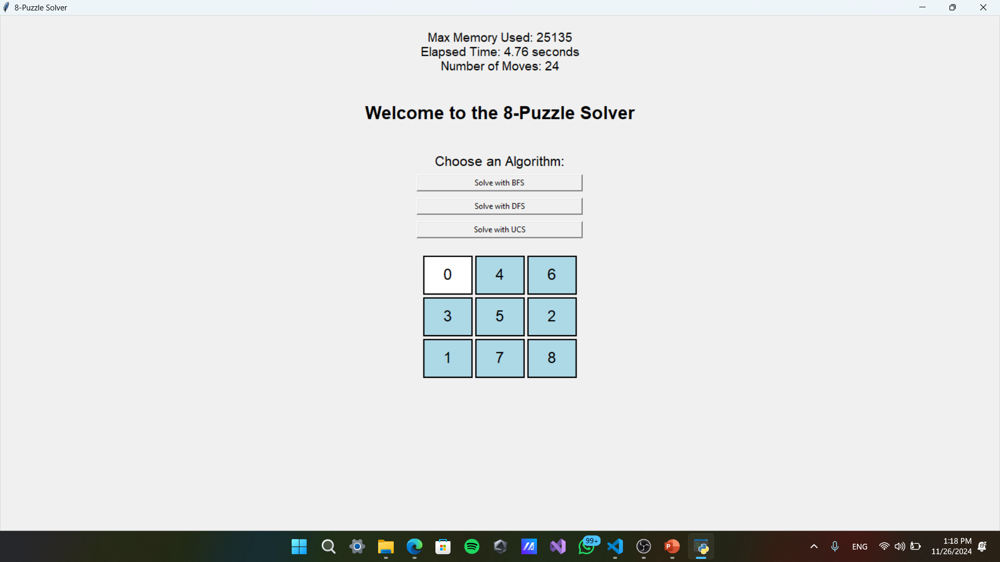 8-Puzzle Solver
Max Memory Used: 25135
Elapsed Time: 4.76 seconds
Number of Moves: 24
Welcome to the 8-Puzzle Solver
Choose an Algorithm:
Solve with BFS
Solve with DFS
Solve with UCS
0 4 6
3 5 2
1 7 8
99+
P
ENG
1:18 PM
11/26/2024